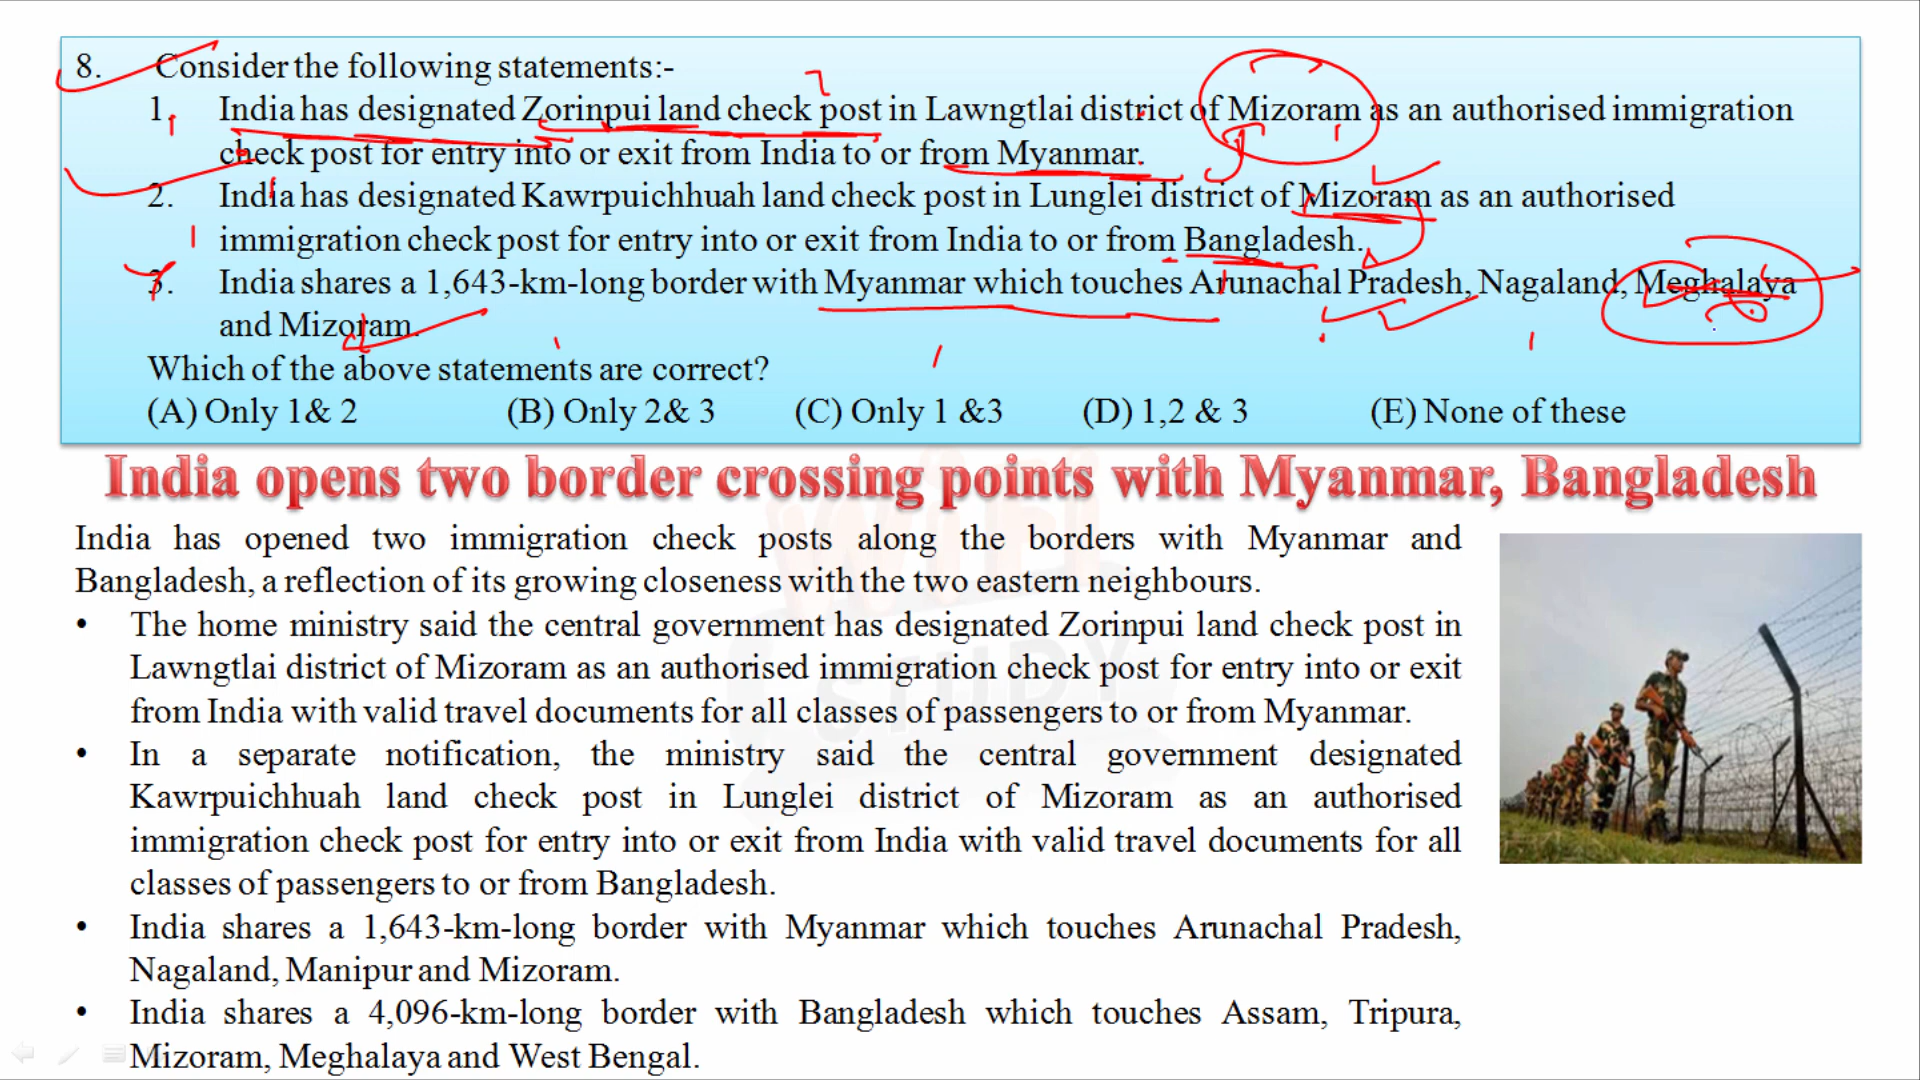 8. Consider the following statements:-
1. India has designated Zorinpui land check post in Lawngtlai district of Mizoram as an authorised immigration
check post for entry into or exit from India to or from Myanmar.
2. India has designated Kawrpuichhuah land check post in Lunglei district of Mizoram as an authorised
immigration check post for entry into or exit from India to or from Bangladesh.
3. India shares a 1,643-km-long border with Myanmar which touches Arunachal Pradesh, Nagaland, Meghalaya
and Mizoram.
Which of the above statements are correct?
(A) Only 1& 2 (B) Only 2& 3 (C) Only 1 &3 (D) 1,2 & 3 (E) None of these
India opens two border crossing points with Myanmar, Bangladesh
India has opened two immigration check posts along the borders with Myanmar and
Bangladesh, a reflection of its growing closeness with the two eastern neighbours.
• The home ministry said the central government has designated Zorinpui land check post in
Lawngtlai district of Mizoram as an authorised immigration check post for entry into or exit
from India with valid travel documents for all classes of passengers to or from Myanmar.
• In a separate notification, the ministry said the central government designated
Kawrpuichhuah land check post in Lunglei district of Mizoram as an authorised
immigration check post for entry into or exit from India with valid travel documents for all
classes of passengers to or from Bangladesh.
• India shares a 1,643-km-long border with Myanmar which touches Arunachal Pradesh,
Nagaland, Manipur and Mizoram.
• India shares a 4,096-km-long border with Bangladesh which touches Assam, Tripura,
Mizoram, Meghalaya and West Bengal.
WiFi
STUDY